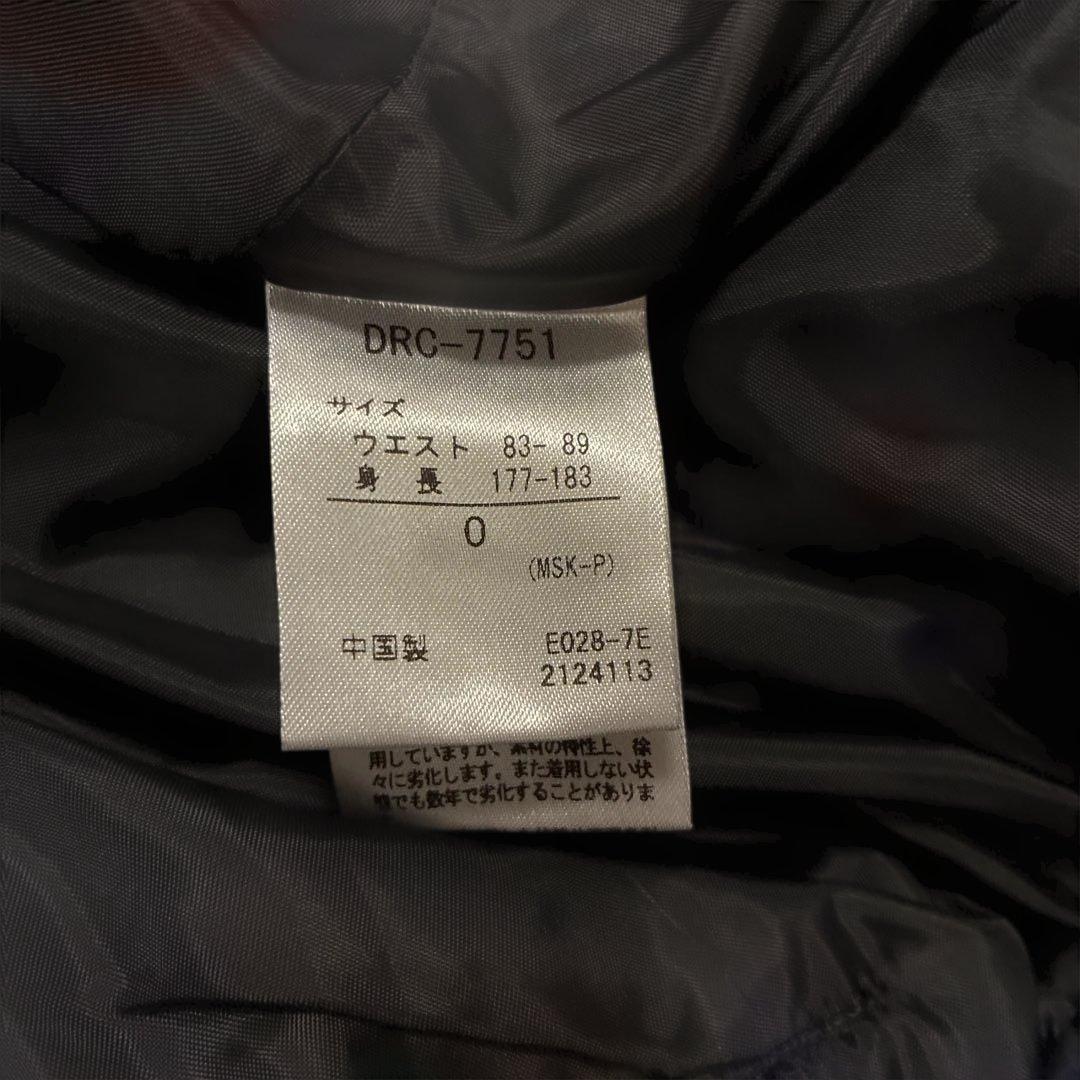 DRC-7751
サイズ
ウエスト 83- 89
身 長 177-183
O
(MSK-P)
中国製 E028-7E
2124113
用していますが、素材の特性上、徐
々に劣化します。また着用しない状
態でも数年で劣化することがありま